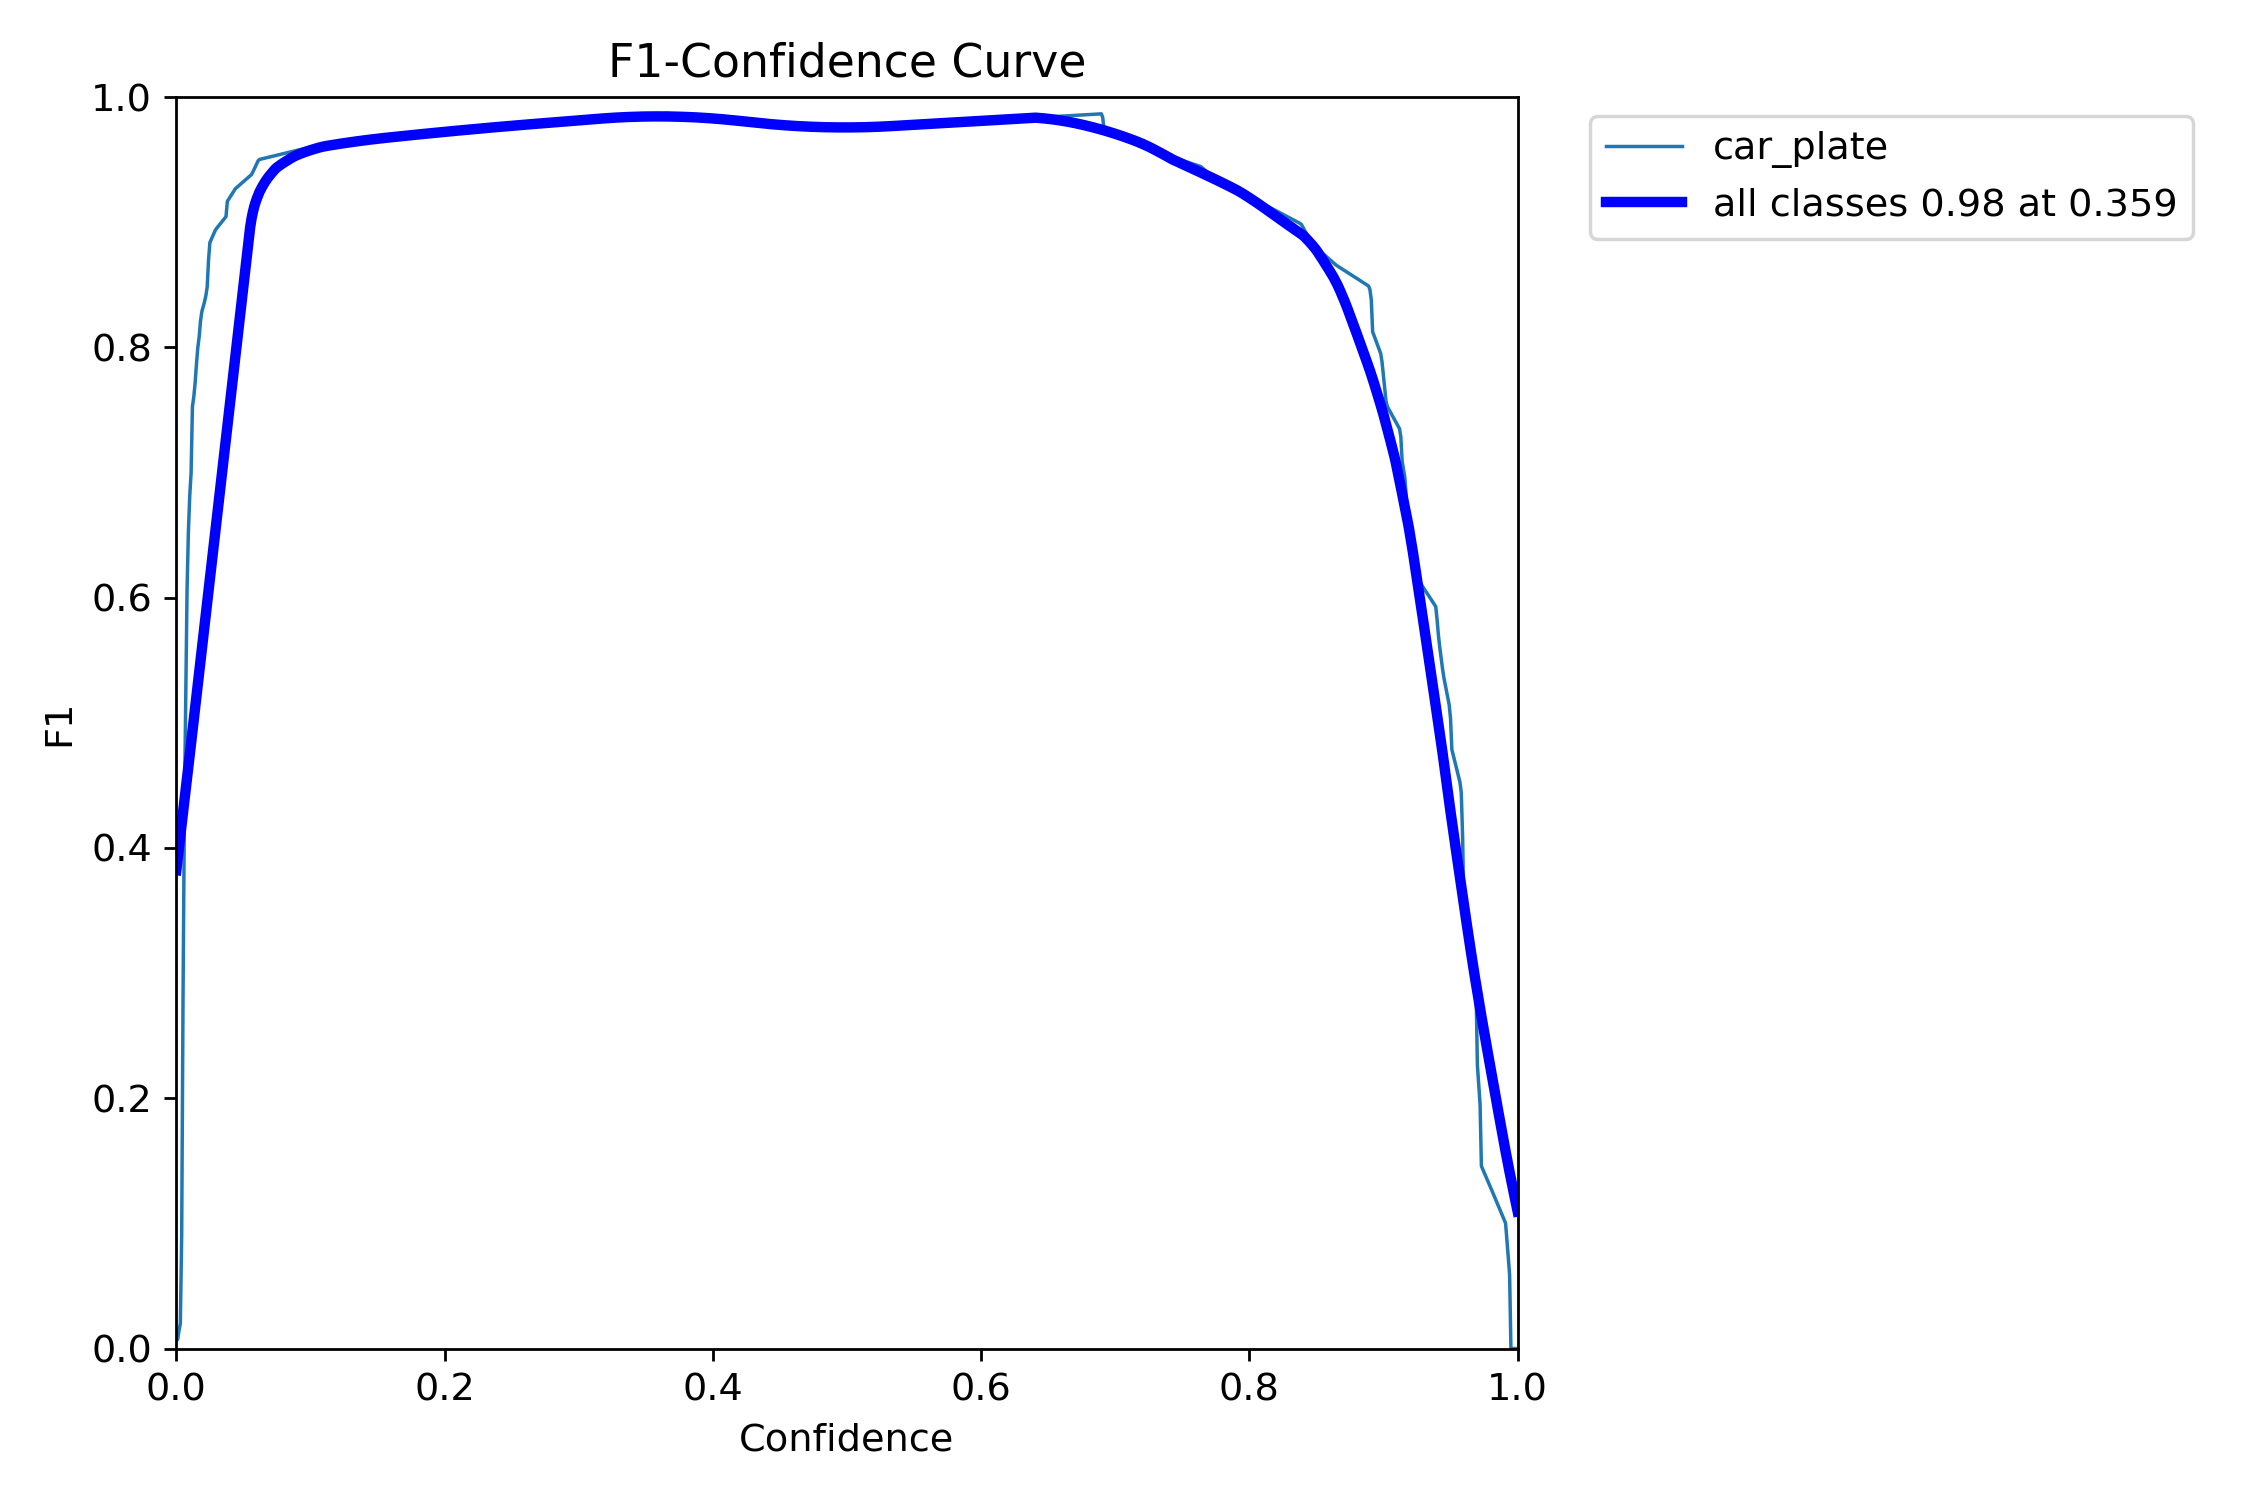 F1-Confidence Curve
1.0
0.8
0.6
0.4
0.2
0.0
F1
0.0 0.2 0.4 0.6 0.8 1.0
Confidence
car_plate
all classes 0.98 at 0.359